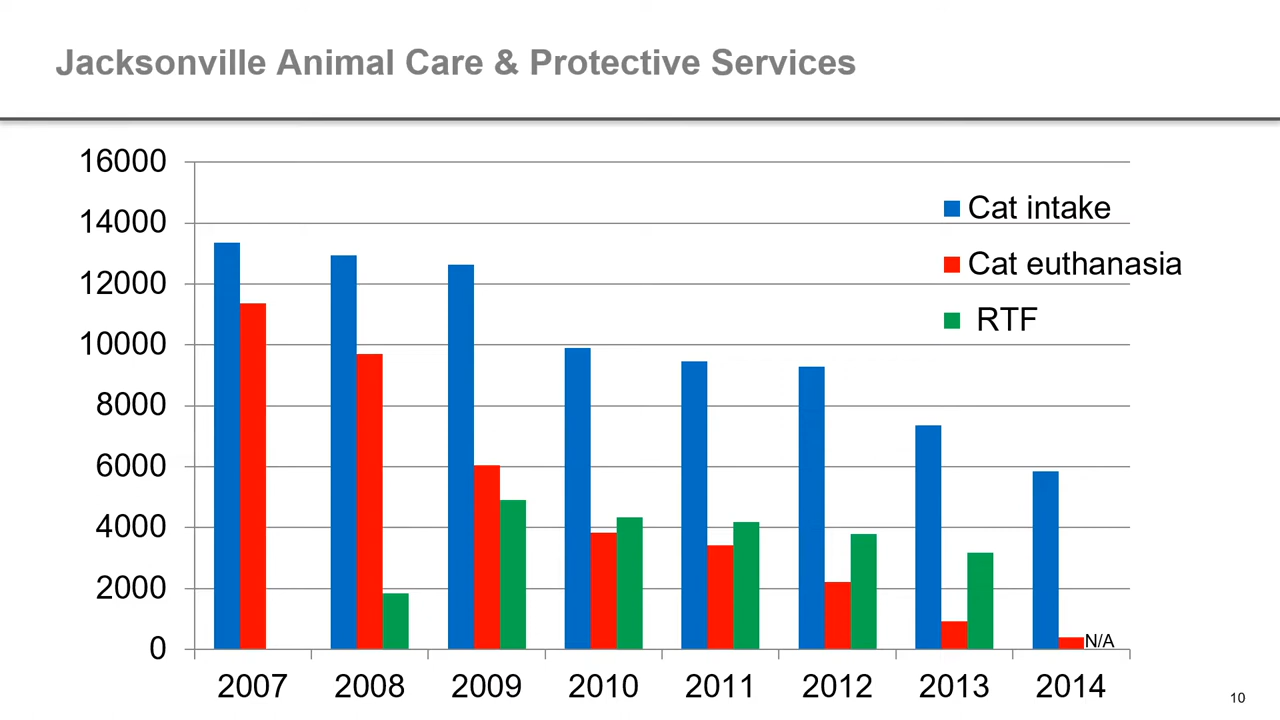 Jacksonville Animal Care & Protective Services
16000
14000
12000
10000
8000
6000
4000
2000
0
Cat intake
Cat euthanasia
RTF
N/A
2007 2008 2009 2010 2011 2012 2013 2014
10